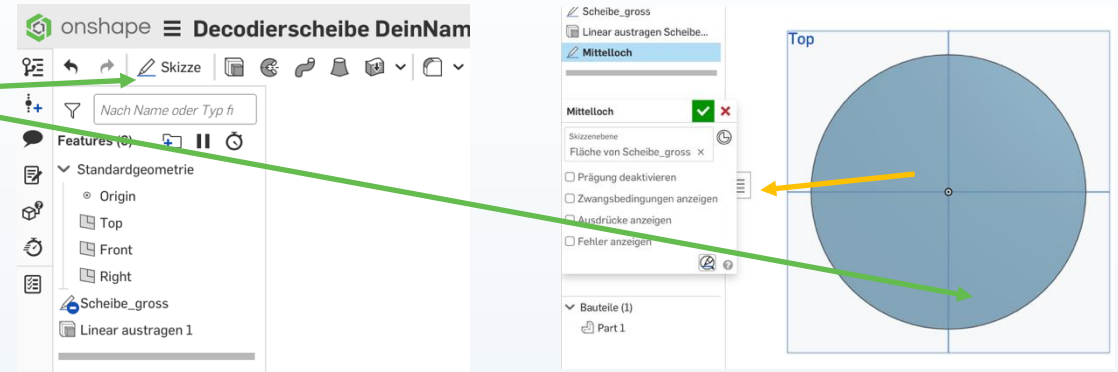 onshape Decodierscheibe DeinNam
Skizze
Nach Name oder Typ fi
Features (8)
Standardgeometrie
Origin
Top
Front
Right
Scheibe_gross
Linear austragen 1
Scheibe_gross
Linear austragen Scheibe...
Mittelloch
Mittelloch
Skizzenebene
Fläche von Scheibe_gross ×
Prägung deaktivieren
Zwangsbedingungen anzeigen
Ausdrücke anzeigen
Fehler anzeigen
Bauteile (1)
Part 1
Top